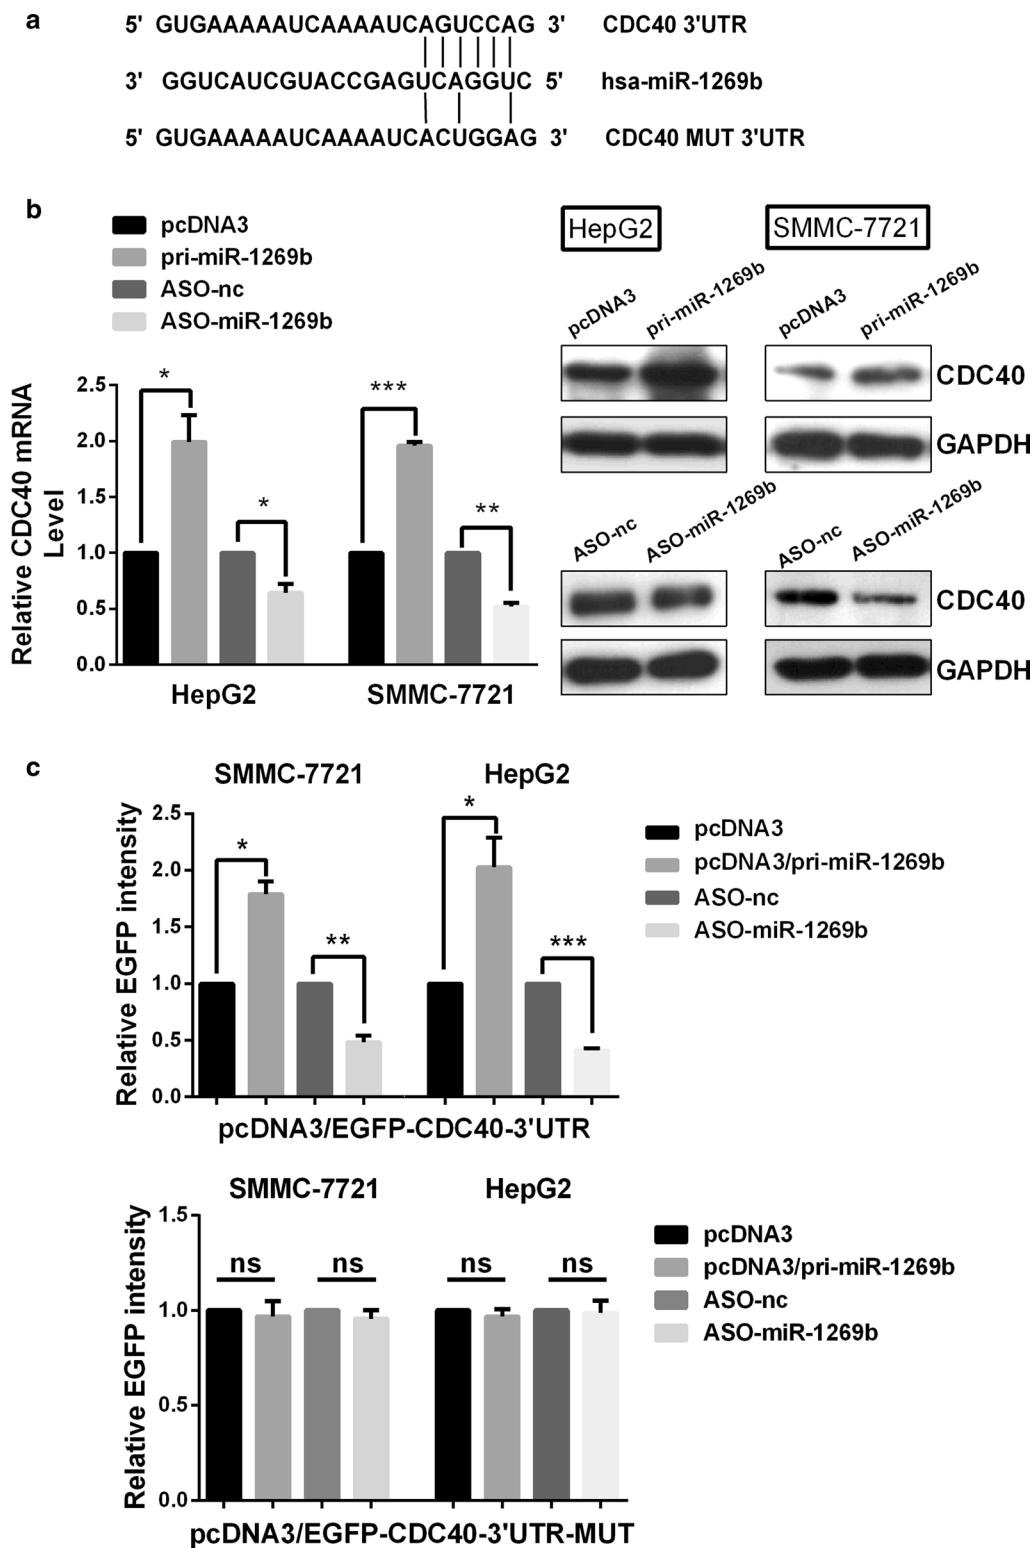 a
5' GUGAAAAAUCAAAAUCAGUCCAG 3' CDC40 3'UTR
3' GGUCAUCGUACCGAGUCAGGUC 5' hsa-miR-1269b
5' GUGAAAAAUCAAAAUCACUGGAG 3' CDC40 MUT 3'UTR
b
pcDNA3
pri-miR-1269b
ASO-nc
ASO-miR-1269b
Relative CDC40 mRNA
Level
2.5
2.0
1.5
1.0
0.5
0.0
*
*
***
**
HepG2 SMMC-7721
HepG2 SMMC-7721
pcDNA3 pri-miR-1269b pcDNA3 pri-miR-1269b
CDC40
GAPDH
ASO-nc ASO-miR-1269b ASO-nc ASO-miR-1269b
CDC40
GAPDH
c
SMMC-7721 HepG2
Relative EGFP intensity
2.5
2.0
1.5
1.0
0.5
0.0
*
**
*
***
pcDNA3/EGFP-CDC40-3'UTR
pcDNA3
pcDNA3/pri-miR-1269b
ASO-nc
ASO-miR-1269b
SMMC-7721 HepG2
Relative EGFP intensity
1.5
1.0
0.5
0.0
ns ns ns ns
pcDNA3/EGFP-CDC40-3'UTR-MUT
pcDNA3
pcDNA3/pri-miR-1269b
ASO-nc
ASO-miR-1269b